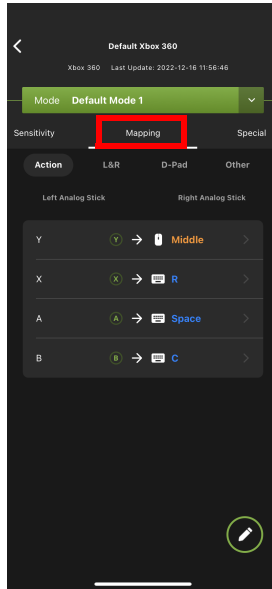 Default Xbox 360
Xbox 360 Last Update: 2022-12-16 11:56:46
Mode Default Mode 1
Sensitivity Mapping Special
Action L&R D-Pad Other
Left Analog Stick Right Analog Stick
Y Y → Middle
X X → R
A A → Space
B B → C